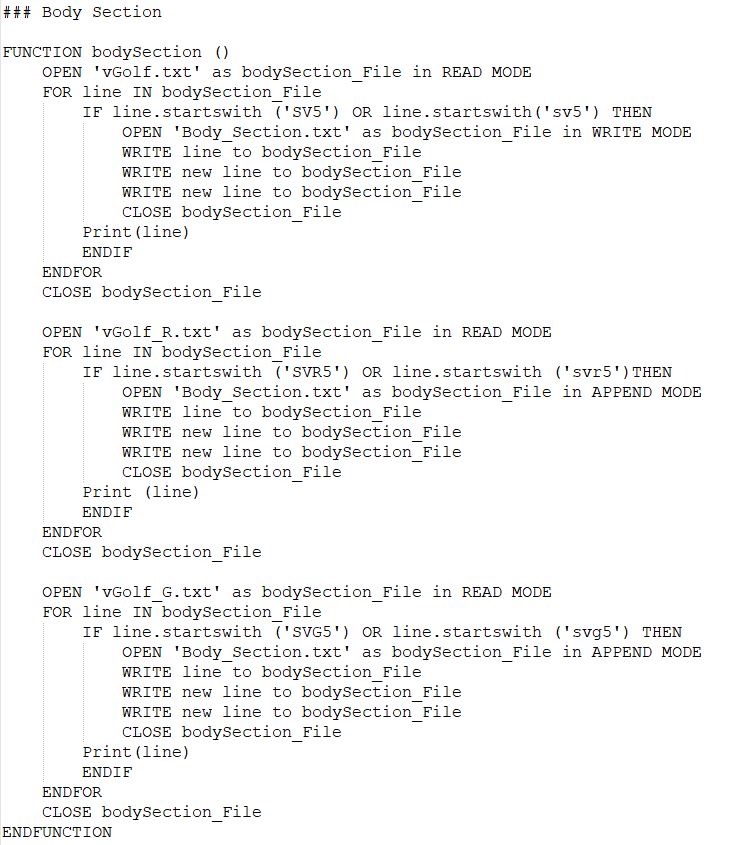 ### Body Section

FUNCTION bodySection ()
    OPEN 'vGolf.txt' as bodySection_File in READ MODE
    FOR line IN bodySection_File
        IF line.startswith ('SV5') OR line.startswith('sv5') THEN
            OPEN 'Body_Section.txt' as bodySection_File in WRITE MODE
            WRITE line to bodySection_File
            WRITE new line to bodySection_File
            WRITE new line to bodySection_File
            CLOSE bodySection_File
        Print(line)
        ENDIF
    ENDFOR
    CLOSE bodySection_File

    OPEN 'vGolf_R.txt' as bodySection_File in READ MODE
    FOR line IN bodySection_File
        IF line.startswith ('SVR5') OR line.startswith ('svr5')THEN
            OPEN 'Body_Section.txt' as bodySection_File in APPEND MODE
            WRITE line to bodySection_File
            WRITE new line to bodySection_File
            WRITE new line to bodySection_File
            CLOSE bodySection_File
        Print (line)
        ENDIF
    ENDFOR
    CLOSE bodySection_File

    OPEN 'vGolf_G.txt' as bodySection_File in READ MODE
    FOR line IN bodySection_File
        IF line.startswith ('SVG5') OR line.startswith ('svg5') THEN
            OPEN 'Body_Section.txt' as bodySection_File in APPEND MODE
            WRITE line to bodySection_File
            WRITE new line to bodySection_File
            WRITE new line to bodySection_File
            CLOSE bodySection_File
        Print(line)
        ENDIF
    ENDFOR
    CLOSE bodySection_File
ENDFUNCTION